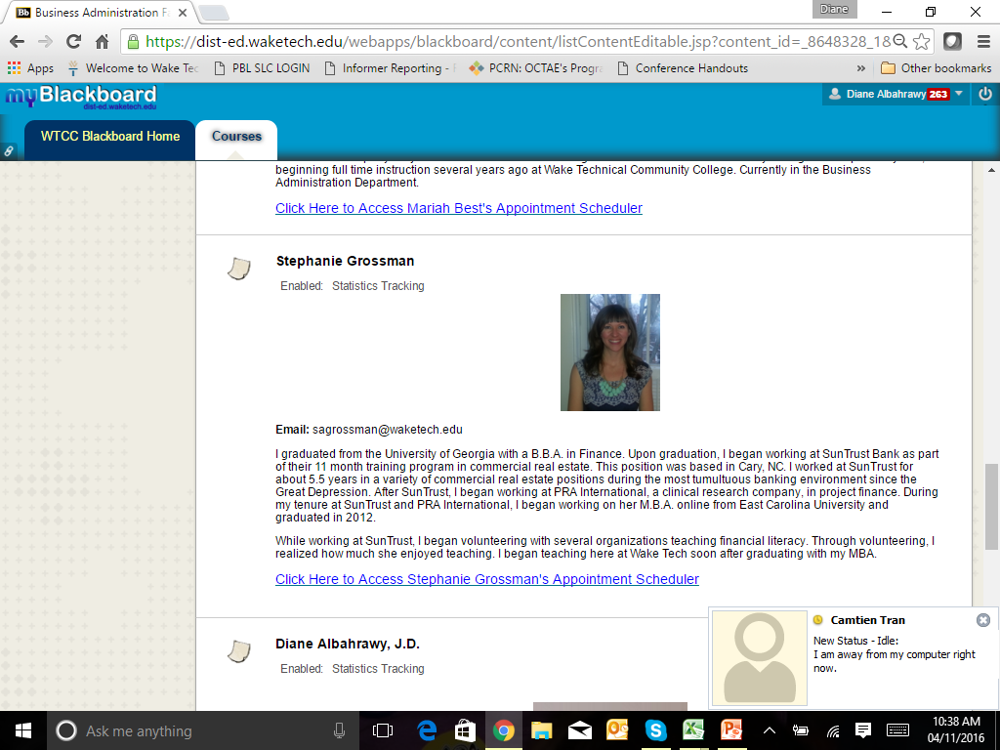 Business Administration F
Diane
https://dist-ed.waketech.edu/webapps/blackboard/content/listContentEditable.jsp?content_id=_8648328_18
Apps Welcome to Wake Tec PBL SLC LOGIN Informer Reporting - PCRN: OCTAE's Progra Conference Handouts » Other bookmarks
myBlackboard
dist-ed.waketech.edu
Diane Albahrawy 263
WTCC Blackboard Home Courses
beginning full time instruction several years ago at Wake Technical Community College. Currently in the Business
Administration Department.
Click Here to Access Mariah Best's Appointment Scheduler
Stephanie Grossman
Enabled: Statistics Tracking
Email: sagrossman@waketech.edu
I graduated from the University of Georgia with a B.B.A. in Finance. Upon graduation, I began working at SunTrust Bank as part
of their 11 month training program in commercial real estate. This position was based in Cary, NC. I worked at SunTrust for
about 5.5 years in a variety of commercial real estate positions during the most tumultuous banking environment since the
Great Depression. After SunTrust, I began working at PRA International, a clinical research company, in project finance. During
my tenure at SunTrust and PRA International, I began working on her M.B.A. online from East Carolina University and
graduated in 2012.
While working at SunTrust, I began volunteering with several organizations teaching financial literacy. Through volunteering, I
realized how much she enjoyed teaching. I began teaching here at Wake Tech soon after graduating with my MBA.
Click Here to Access Stephanie Grossman's Appointment Scheduler
Diane Albahrawy, J.D.
Enabled: Statistics Tracking
Camtien Tran
New Status - Idle:
I am away from my computer right
now.
Ask me anything
10:38 AM
04/11/2016